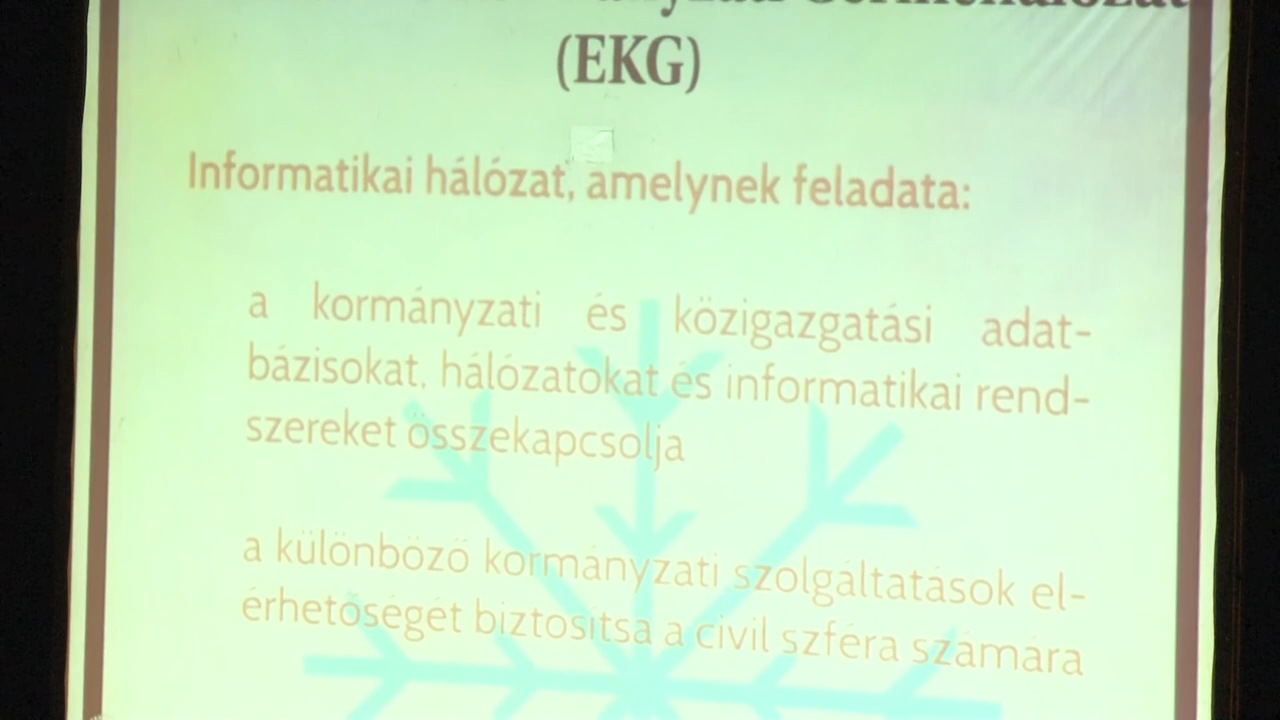 (EKG)
Informatikai hálózat, amelynek feladata:
a kormányzati és közigazgatási adat-
bázisokat, hálózatokat és informatikai rend-
szereket összekapcsolja
a különböző kormányzati szolgáltatások el-
érhetőségét biztosítsa a civil szféra számára